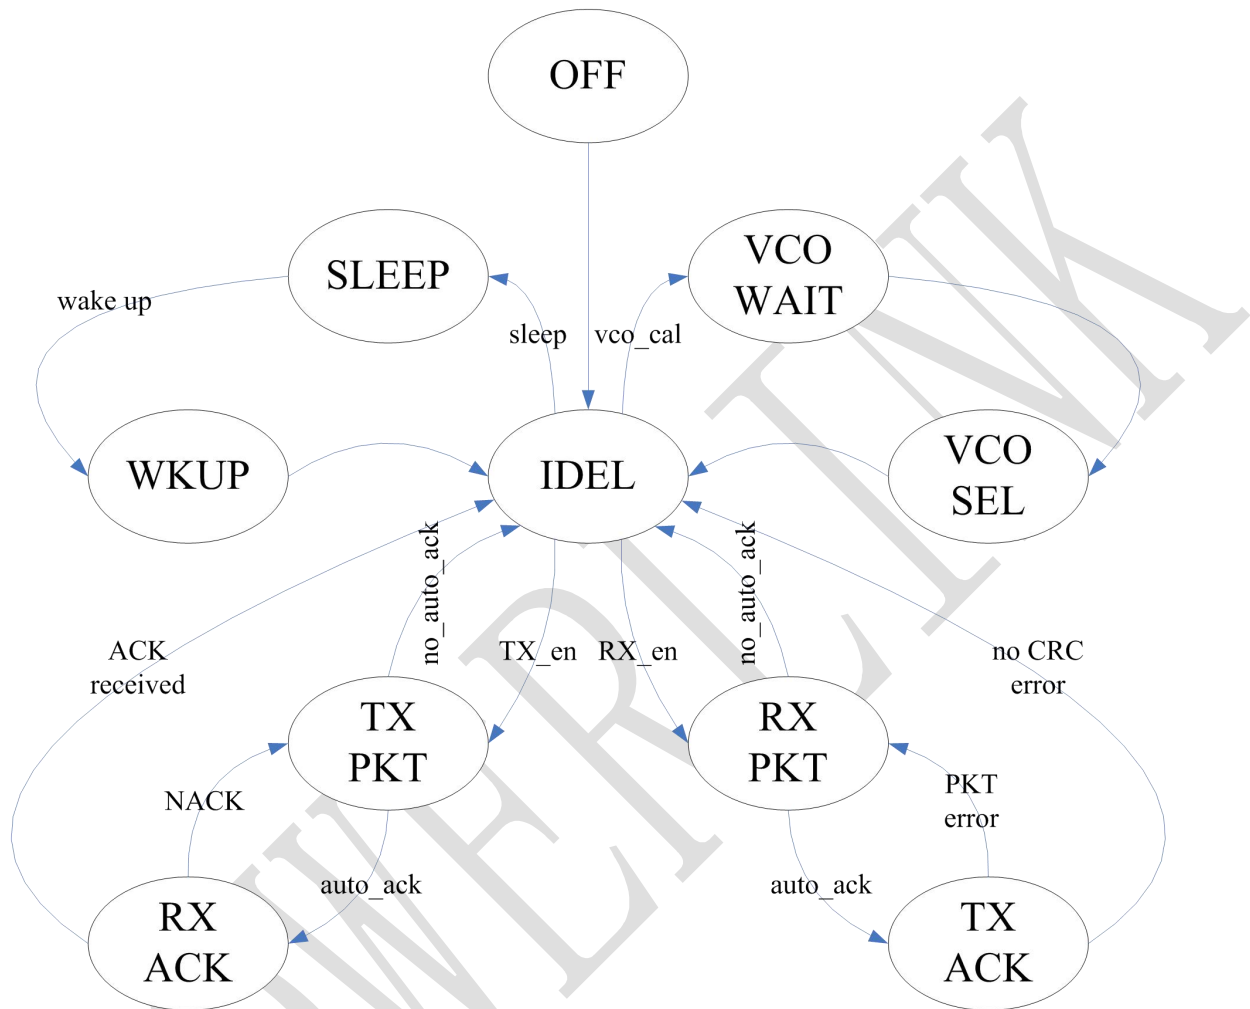 OFF
SLEEP
VCO
WAIT
wake up
sleep
vco_cal
WKUP
IDEL
VCO
SEL
no_auto_ack
no_auto_ack
ACK
received
TX_en
RX_en
no CRC
error
TX
PKT
RX
PKT
NACK
PKT
error
auto_ack
auto_ack
RX
ACK
TX
ACK